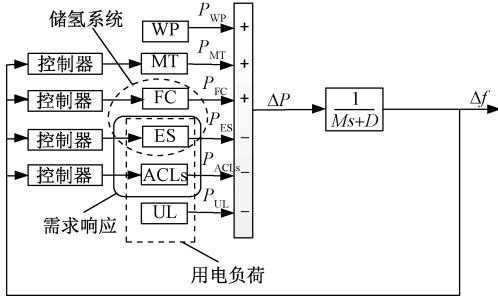 储氢系统
WP
P_WP
+
控制器
MT
P_MT
+
控制器
FC
P_FC
+
ΔP
1/(Ms+D)
Δf
控制器
ES
P_ES
−
控制器
ACLs
P_ACLs
−
UL
P_UL
−
需求响应
用电负荷